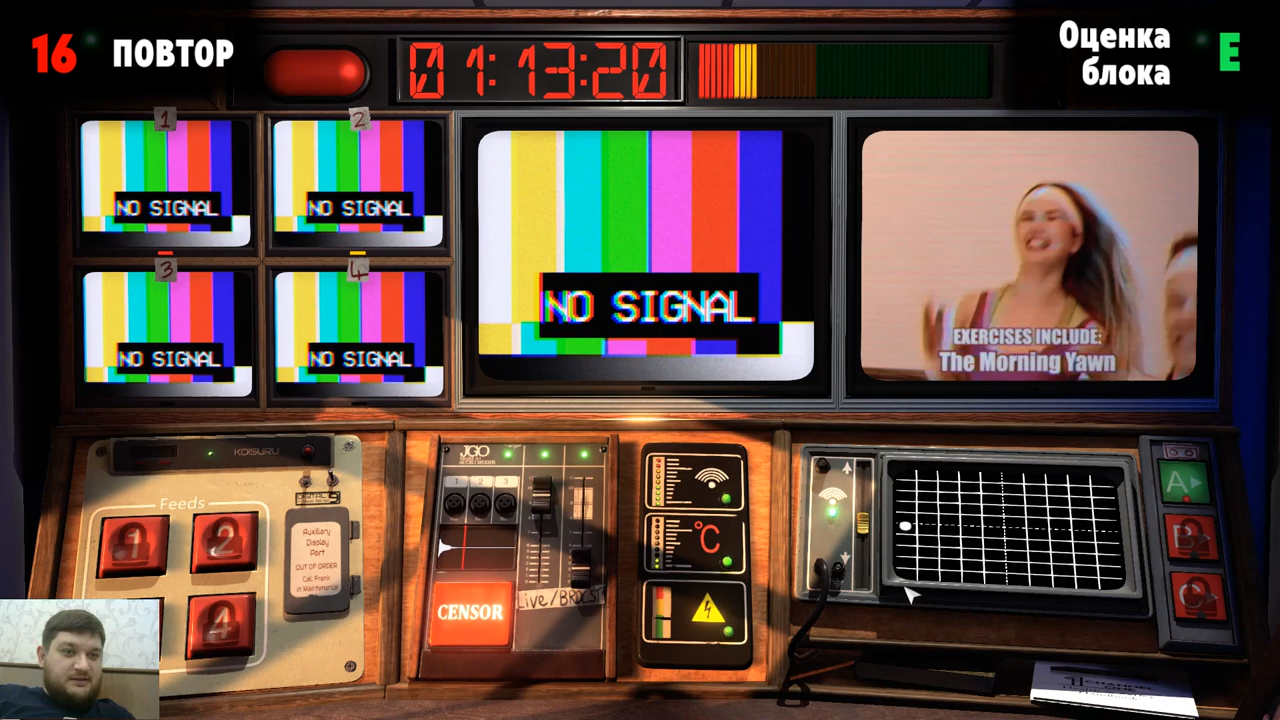 16 ПОВТОР
01:13:20
Оценка
блока
E
1
2
NO SIGNAL
NO SIGNAL
3
4
NO SIGNAL
NO SIGNAL
NO SIGNAL
EXERCISES INCLUDE:
The Morning Yawn
KOISURU
Feeds
1
2
4
Auxiliary
Display
Port
OUT OF ORDER
Call Frank
in Maintenance
JGO
1 2 3
CENSOR
Live/BRDCST
°C
A
B
C